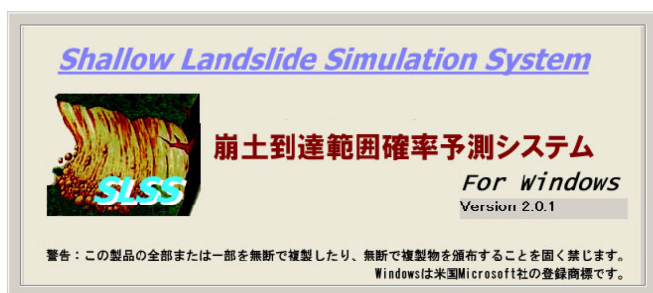 Shallow Landslide Simulation System
SLSS
崩土到達範囲確率予測システム
For Windows
Version 2.0.1
警告：この製品の全部または一部を無断で複製したり、無断で複製物を頒布することを固く禁じます。
Windowsは米国Microsoft社の登録商標です。